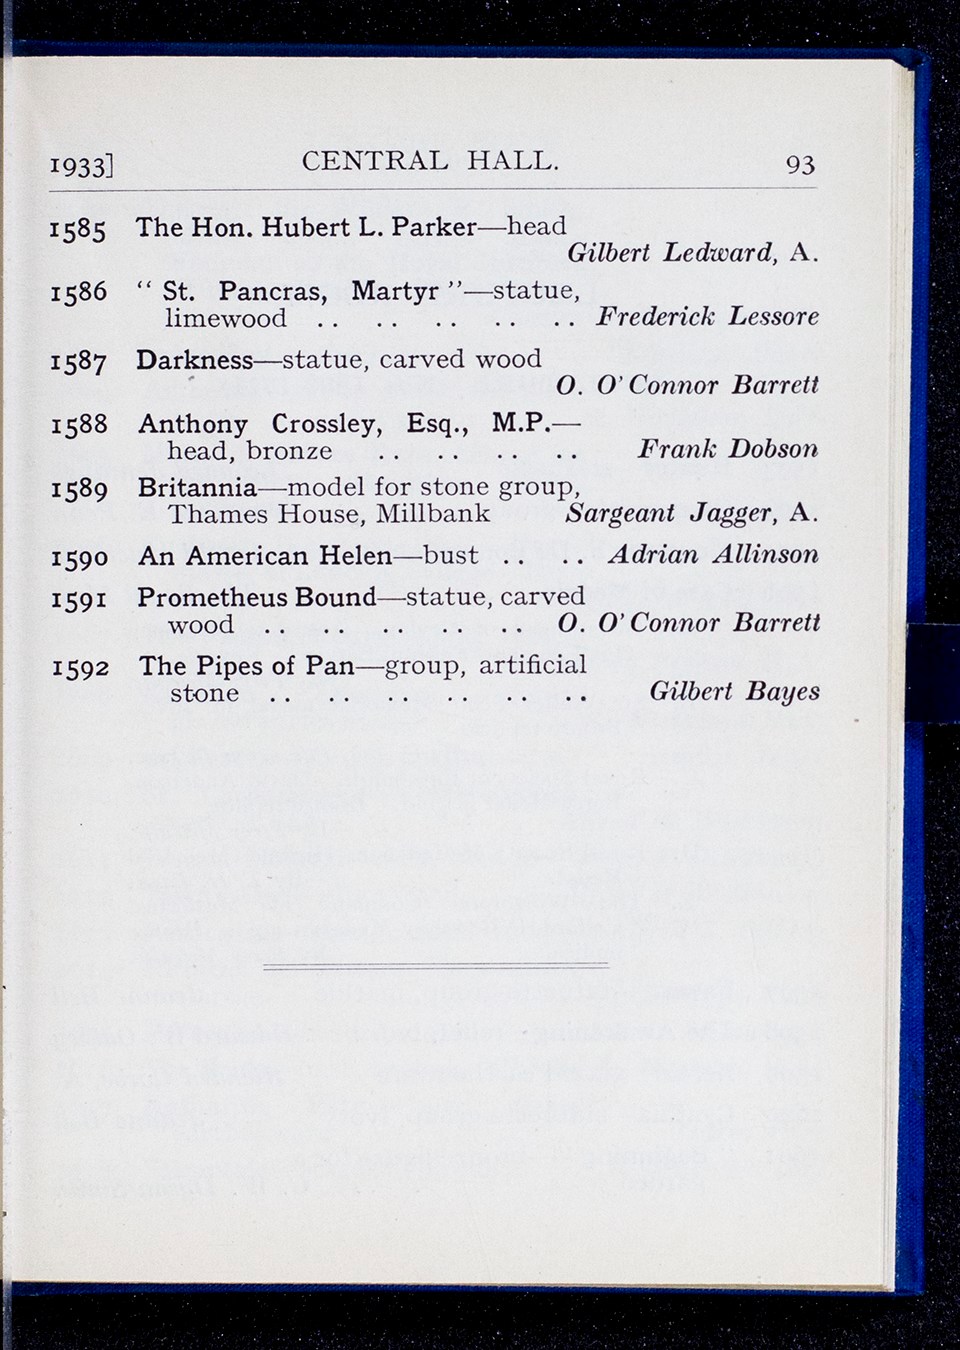 1933] CENTRAL HALL. 93
1585 The Hon. Hubert L. Parker—head
Gilbert Ledward, A.
1586 “ St. Pancras, Martyr ”—statue,
limewood .. .. .. .. .. Frederick Lessore
1587 Darkness—statue, carved wood
O. O'Connor Barrett
1588 Anthony Crossley, Esq., M.P.—
head, bronze .. .. .. .. Frank Dobson
1589 Britannia—model for stone group,
Thames House, Millbank Sargeant Jagger, A.
1590 An American Helen—bust .. .. Adrian Allinson
1591 Prometheus Bound—statue, carved
wood .. .. .. .. .. O. O'Connor Barrett
1592 The Pipes of Pan—group, artificial
stone .. .. .. .. .. .. Gilbert Bayes